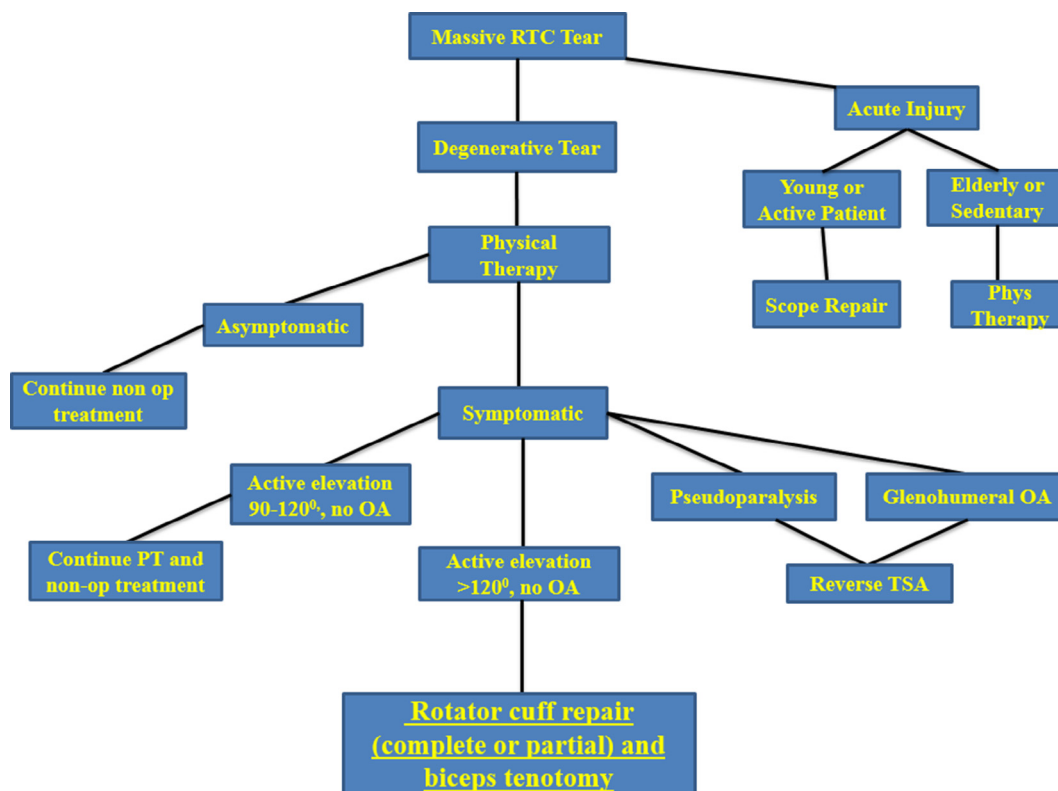 Massive RTC Tear
Acute Injury
Degenerative Tear
Young or
Active Patient
Elderly or
Sedentary
Physical
Therapy
Scope Repair
Phys
Therapy
Asymptomatic
Continue non op
treatment
Symptomatic
Active elevation
90-120⁰, no OA
Pseudoparalysis
Glenohumeral OA
Continue PT and
non-op treatment
Active elevation
>120⁰, no OA
Reverse TSA
Rotator cuff repair
(complete or partial) and
biceps tenotomy